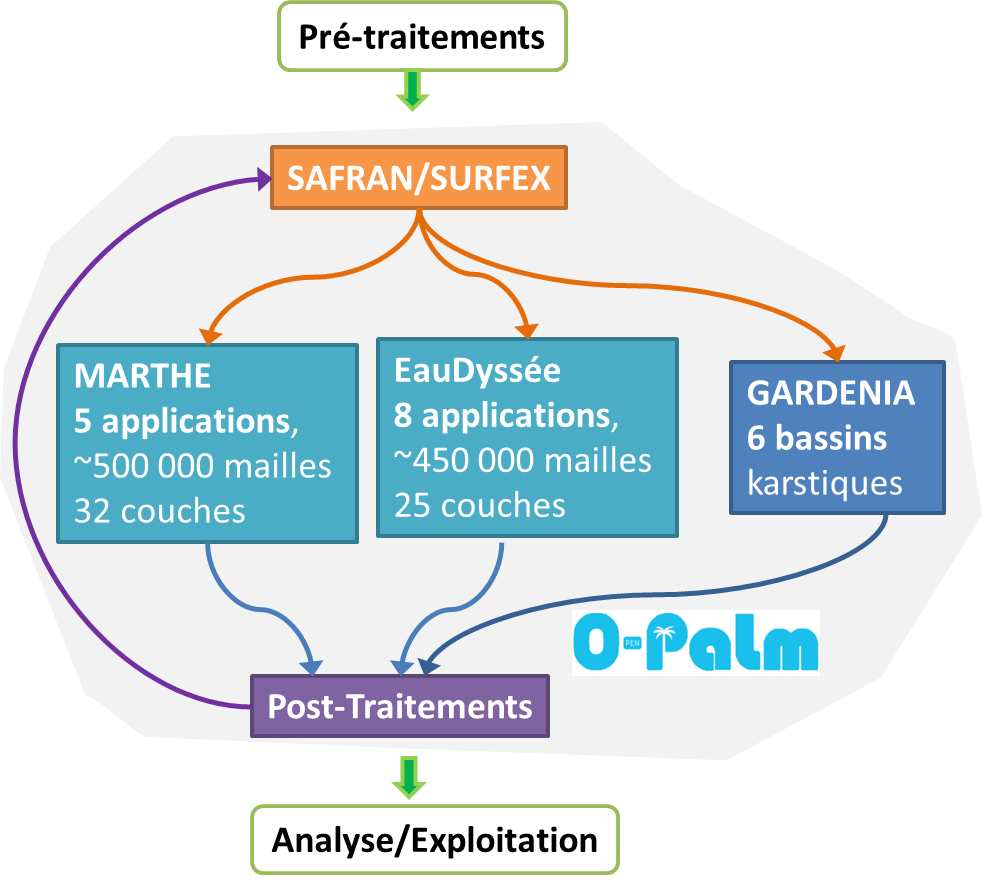 Pré-traitements
SAFRAN/SURFEX
MARTHE
5 applications,
~500 000 mailles
32 couches
EauDyssée
8 applications,
~450 000 mailles
25 couches
GARDENIA
6 bassins
karstiques
O-PEN PaLm
Post-Traitements
Analyse/Exploitation